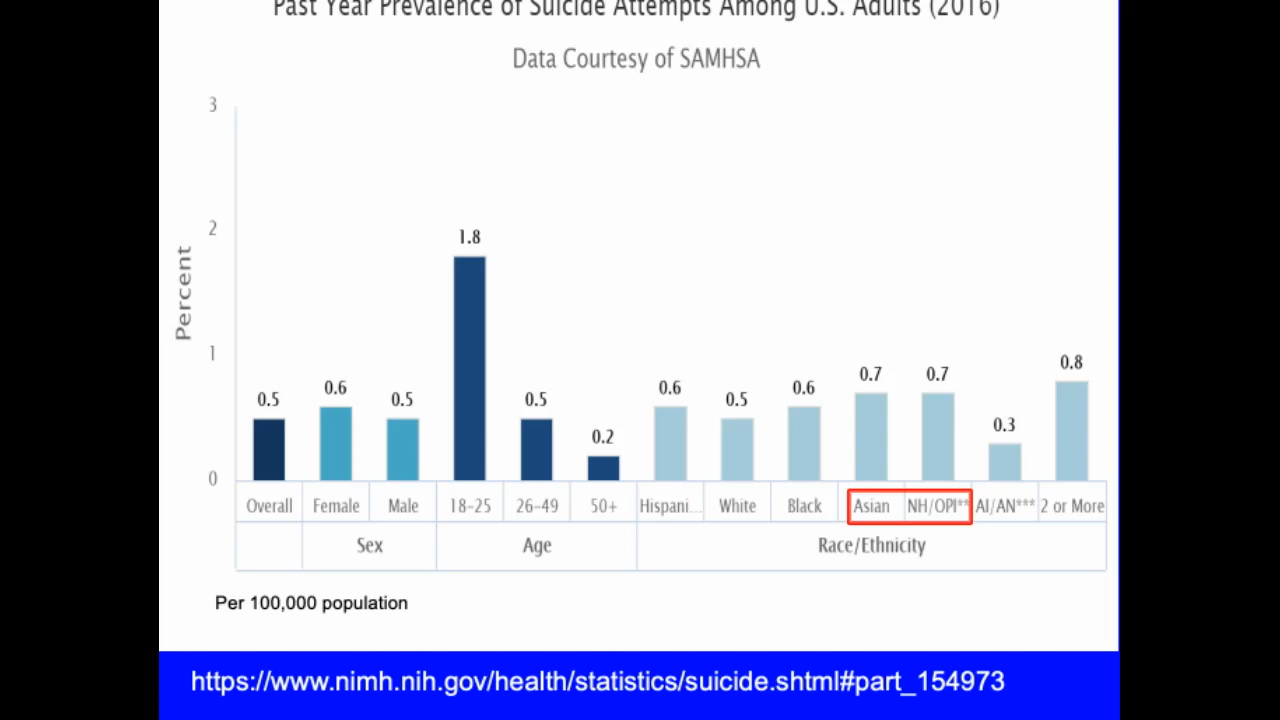 Past Year Prevalence of Suicide Attempts Among U.S. Adults (2016)
Data Courtesy of SAMHSA
Percent
3
2
1
0
0.5
0.6
0.5
1.8
0.5
0.2
0.6
0.5
0.6
0.7
0.7
0.3
0.8
Overall Female Male 18-25 26-49 50+ Hispani... White Black Asian NH/OPI** AI/AN*** 2 or More
Sex Age Race/Ethnicity
Per 100,000 population
https://www.nimh.nih.gov/health/statistics/suicide.shtml#part_154973